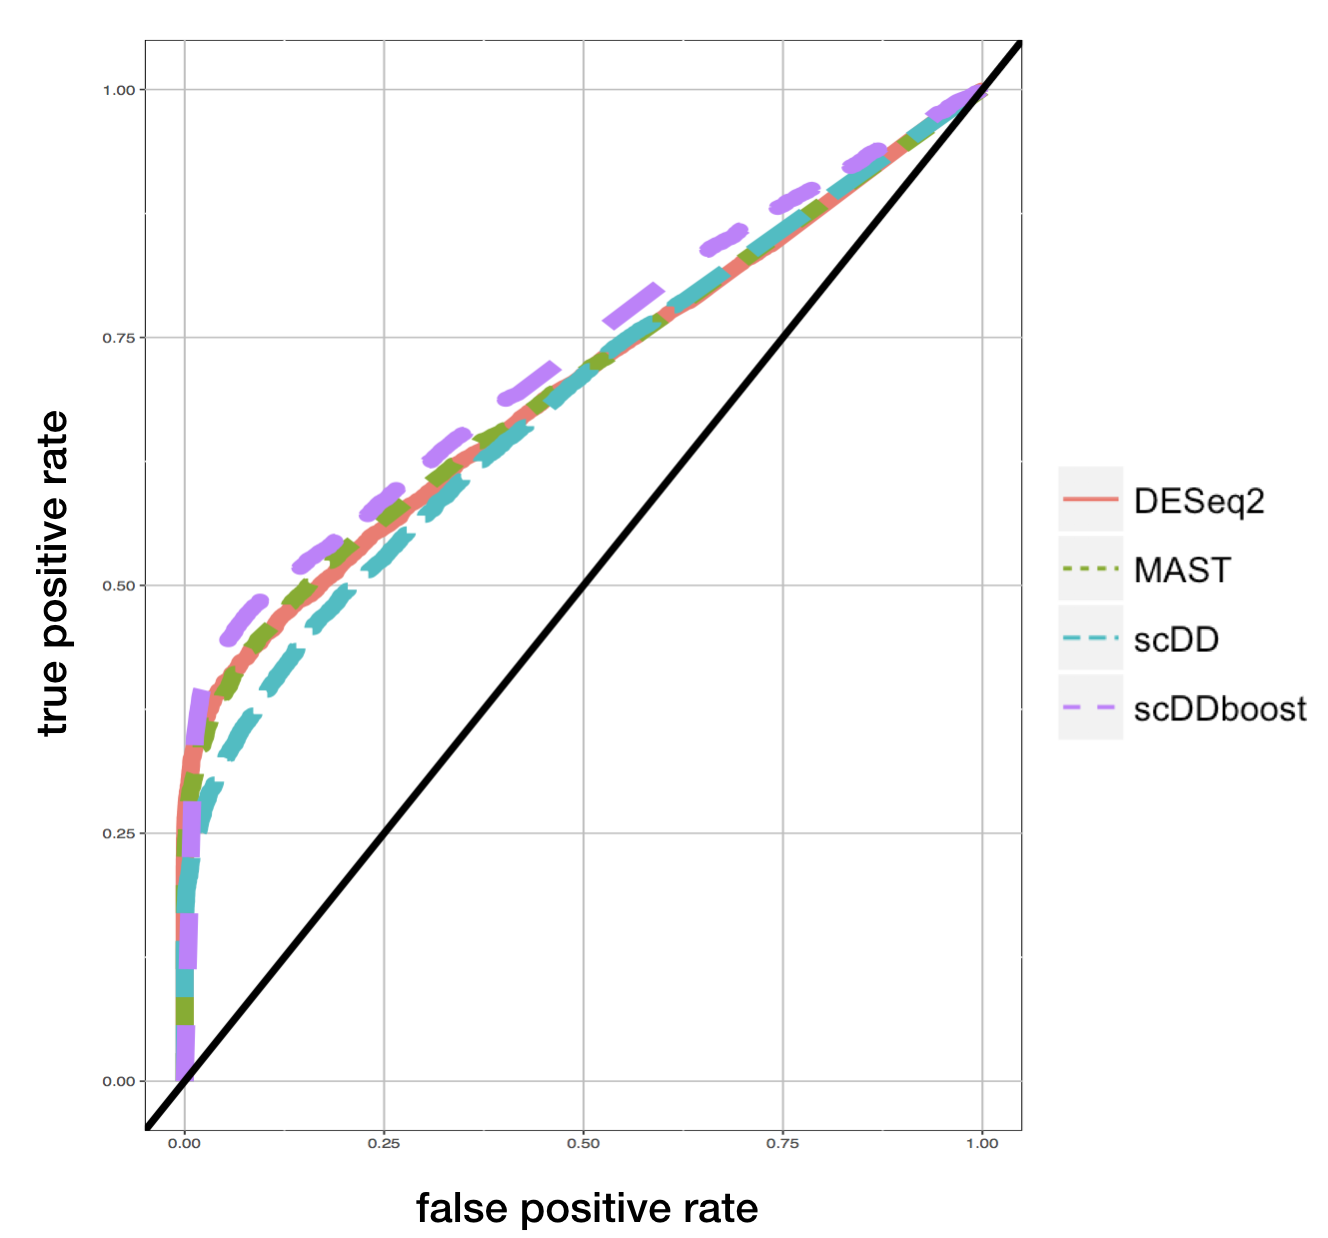 1.00
0.75
0.50
0.25
0.00
true positive rate
0.00 0.25 0.50 0.75 1.00
false positive rate
DESeq2
MAST
scDD
scDDboost